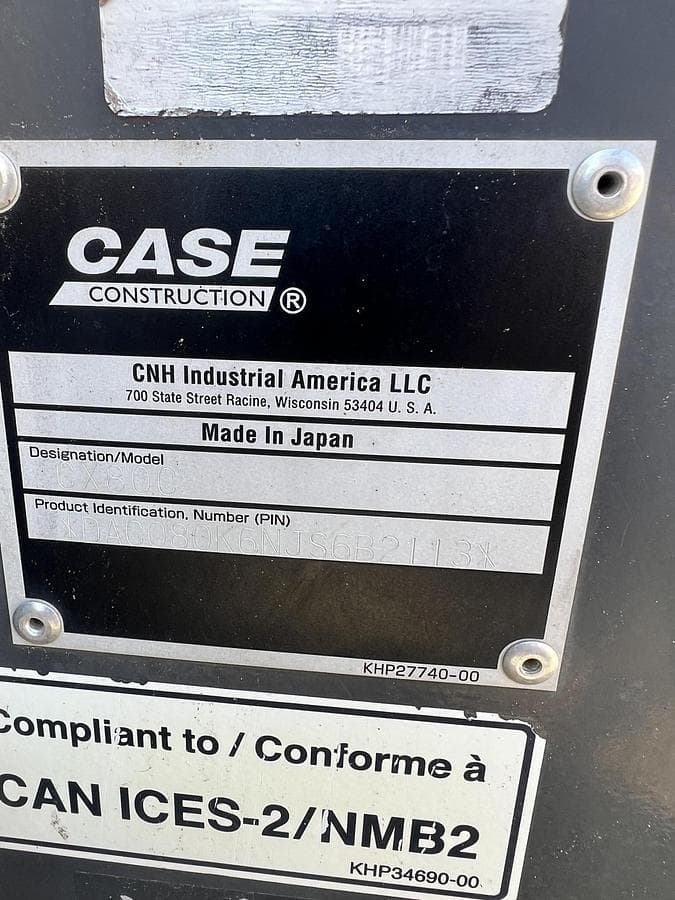 CASE
CONSTRUCTION ®
CNH Industrial America LLC
700 State Street Racine, Wisconsin 53404 U. S. A.
Made In Japan
Designation/Model
CX80C
Product Identification, Number (PIN)
KHP27740-00
Compliant to / Conforme à
CAN ICES-2/NMB2
KHP34690-00